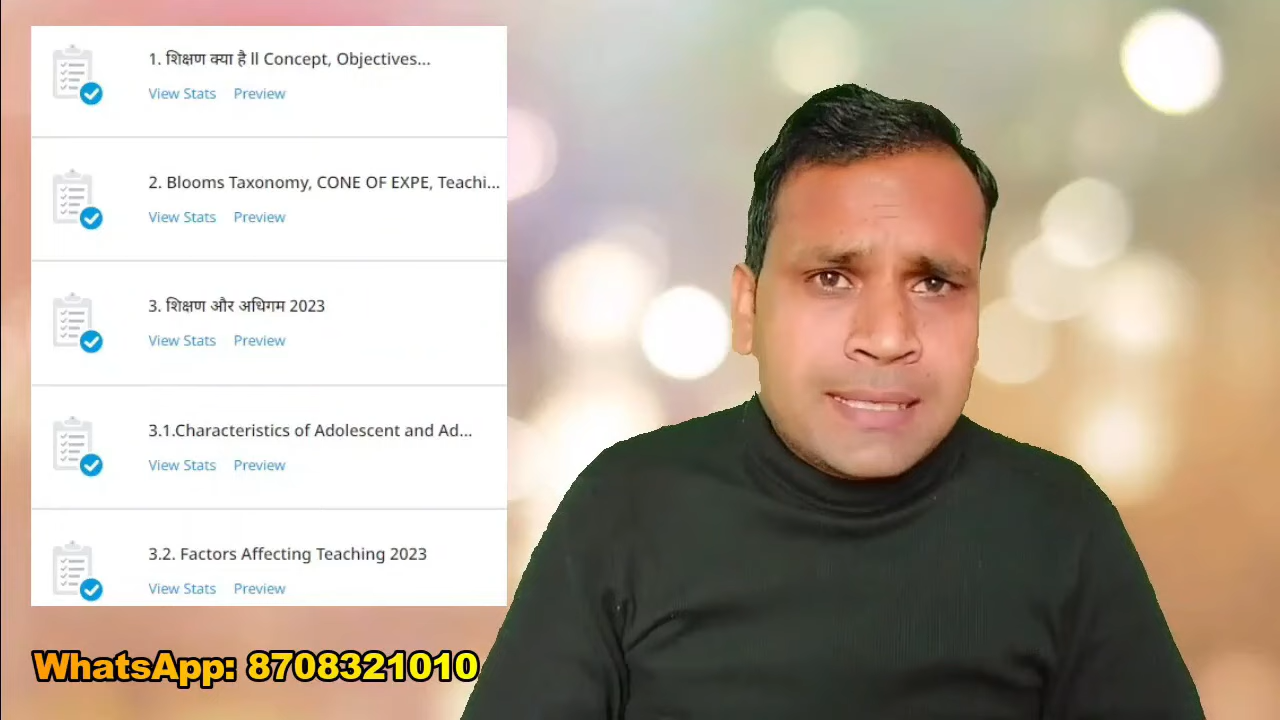 1. शिक्षण क्या है ll Concept, Objectives...
View Stats Preview
2. Blooms Taxonomy, CONE OF EXPE, Teachi...
View Stats Preview
3. शिक्षण और अधिगम 2023
View Stats Preview
3.1.Characteristics of Adolescent and Ad...
View Stats Preview
3.2. Factors Affecting Teaching 2023
View Stats Preview
WhatsApp: 8708321010